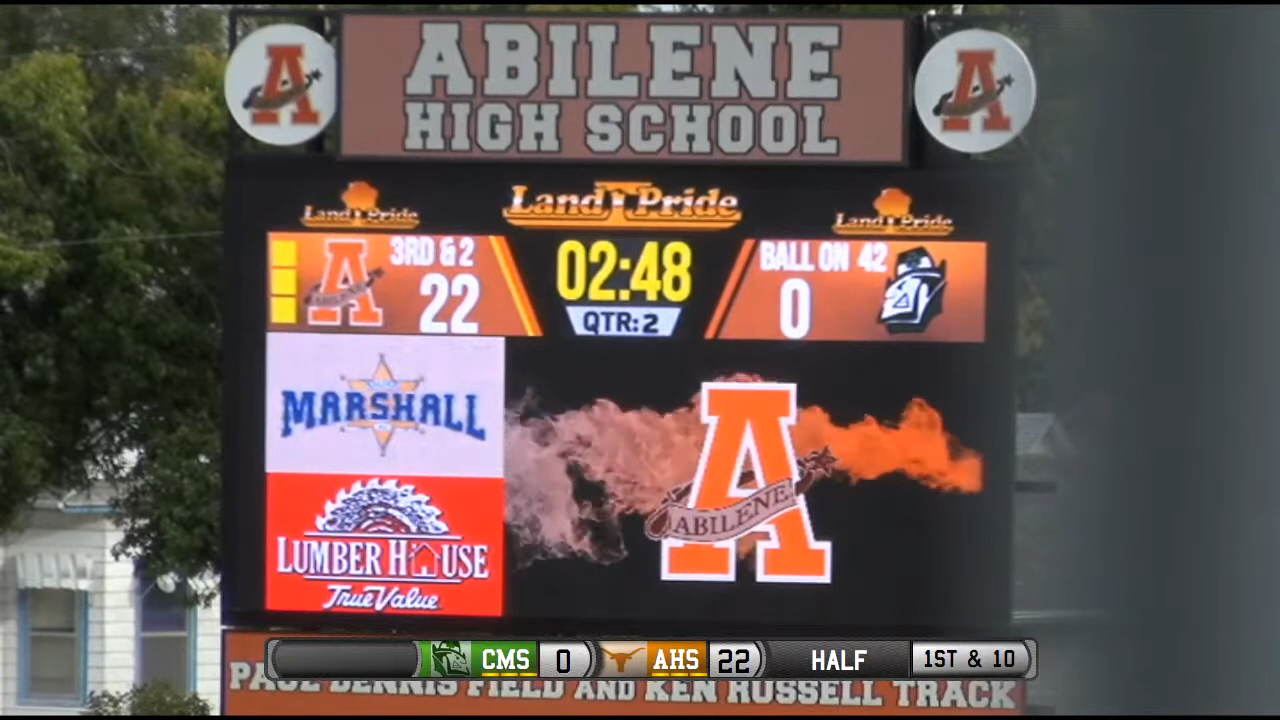 ABILENE
HIGH SCHOOL
A
A
Land Pride
Land Pride
Land Pride
3RD & 2
22
A
ABILENE
02:48
QTR: 2
BALL ON 42
0
MARSHALL
LUMBER HOUSE
True Value
A
ABILENE
CMS 0 AHS 22 HALF 1ST & 10
PAUL DENNIS FIELD AND KEN RUSSELL TRACK